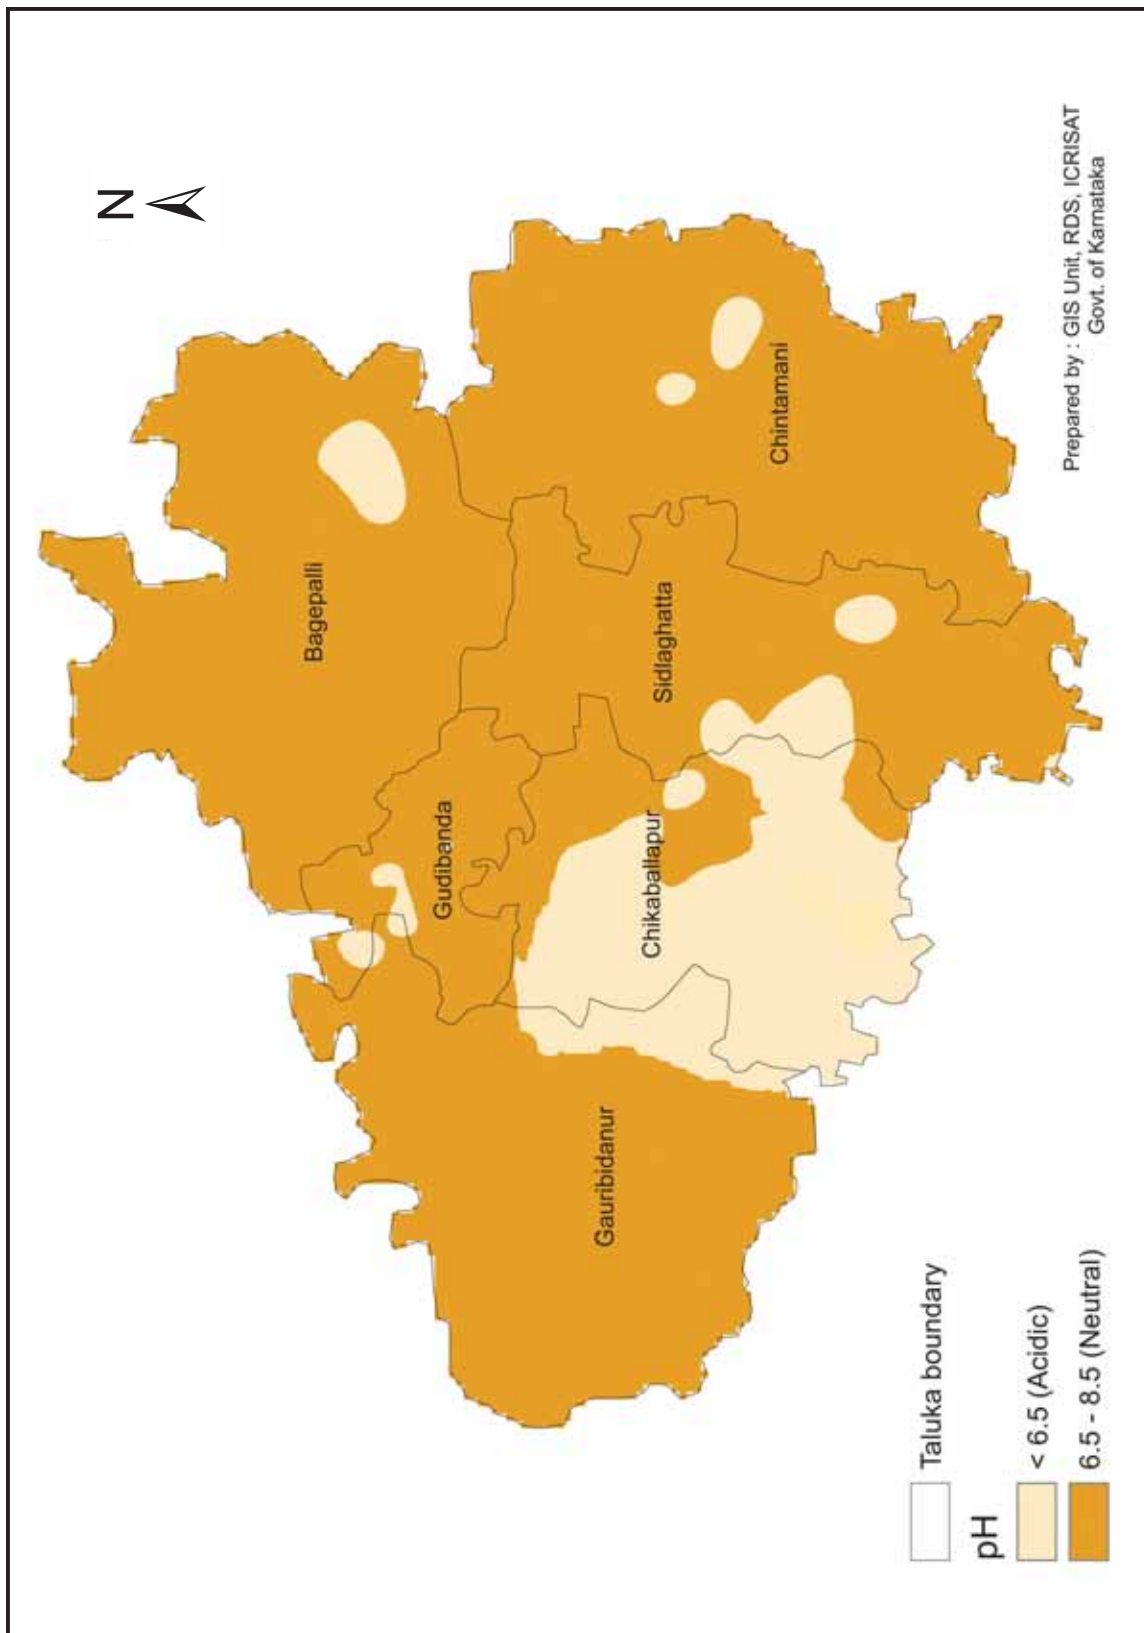 N
Bagepalli
Gudibanda
Gauribidanur
Chikaballapur
Sidlaghatta
Chintamani
Taluka boundary
pH
< 6.5 (Acidic)
6.5 - 8.5 (Neutral)
Prepared by : GIS Unit, RDS, ICRISAT
Govt. of Karnataka